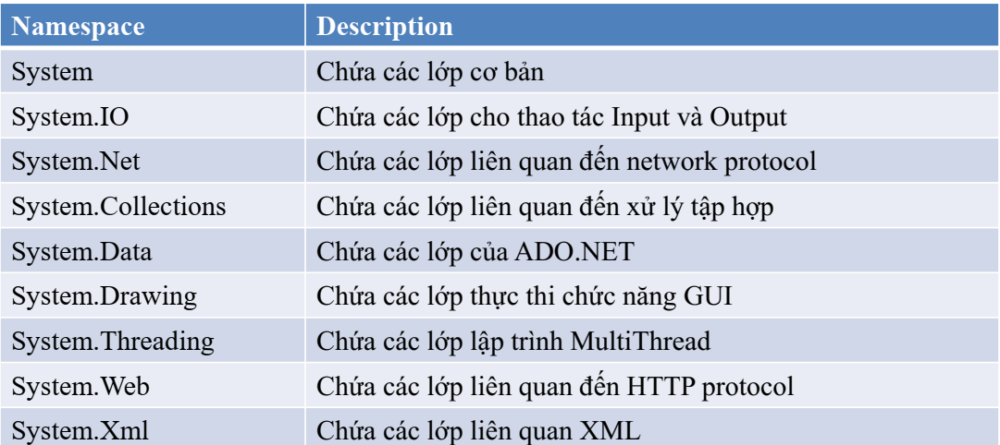 Namespace Description
System Chứa các lớp cơ bản
System.IO Chứa các lớp cho thao tác Input và Output
System.Net Chứa các lớp liên quan đến network protocol
System.Collections Chứa các lớp liên quan đến xử lý tập hợp
System.Data Chứa các lớp của ADO.NET
System.Drawing Chứa các lớp thực thi chức năng GUI
System.Threading Chứa các lớp lập trình MultiThread
System.Web Chứa các lớp liên quan đến HTTP protocol
System.Xml Chứa các lớp liên quan XML